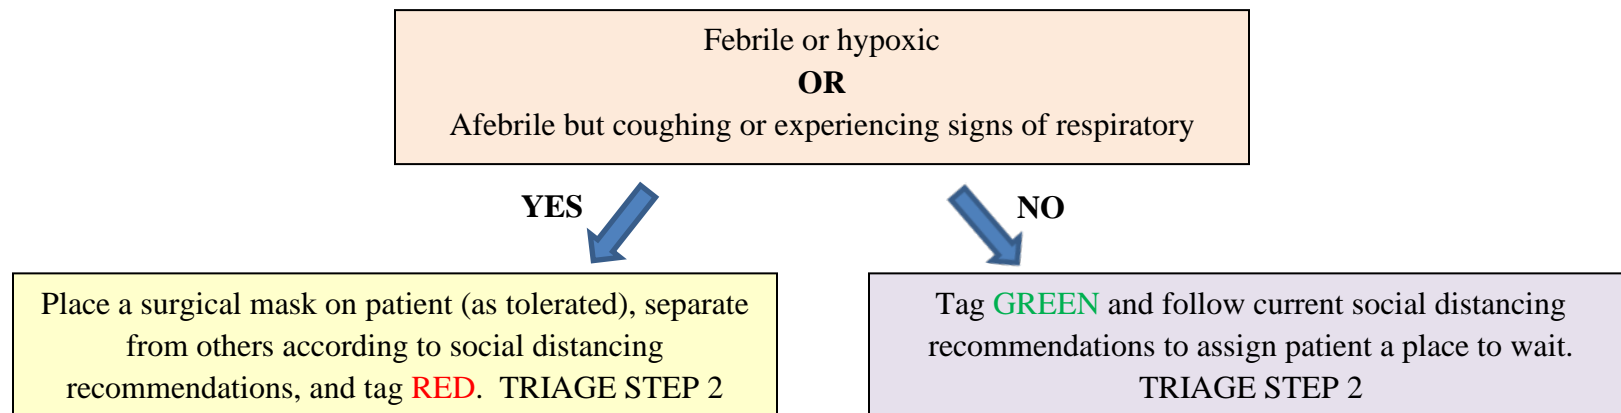 Febrile or hypoxic
OR
Afebrile but coughing or experiencing signs of respiratory
YES
NO
Place a surgical mask on patient (as tolerated), separate
from others according to social distancing
recommendations, and tag RED.  TRIAGE STEP 2
Tag GREEN and follow current social distancing
recommendations to assign patient a place to wait.
TRIAGE STEP 2